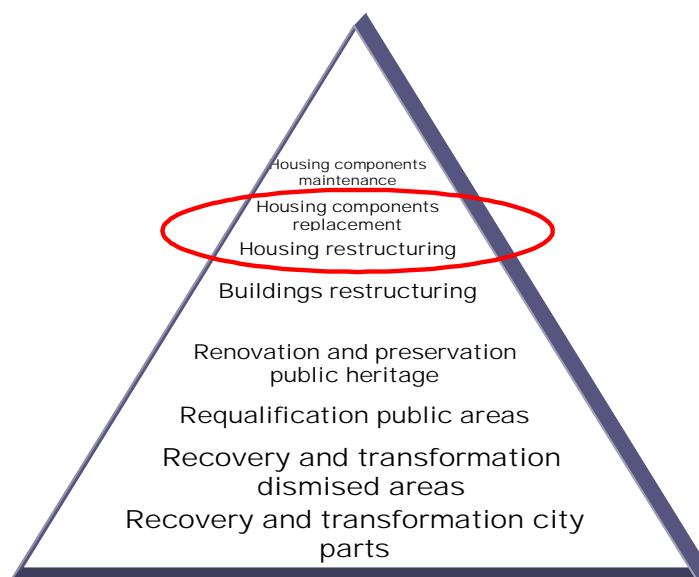 Housing components
maintenance
Housing components
replacement
Housing restructuring
Buildings restructuring
Renovation and preservation
public heritage
Requalification public areas
Recovery and transformation
dismised areas
Recovery and transformation city
parts